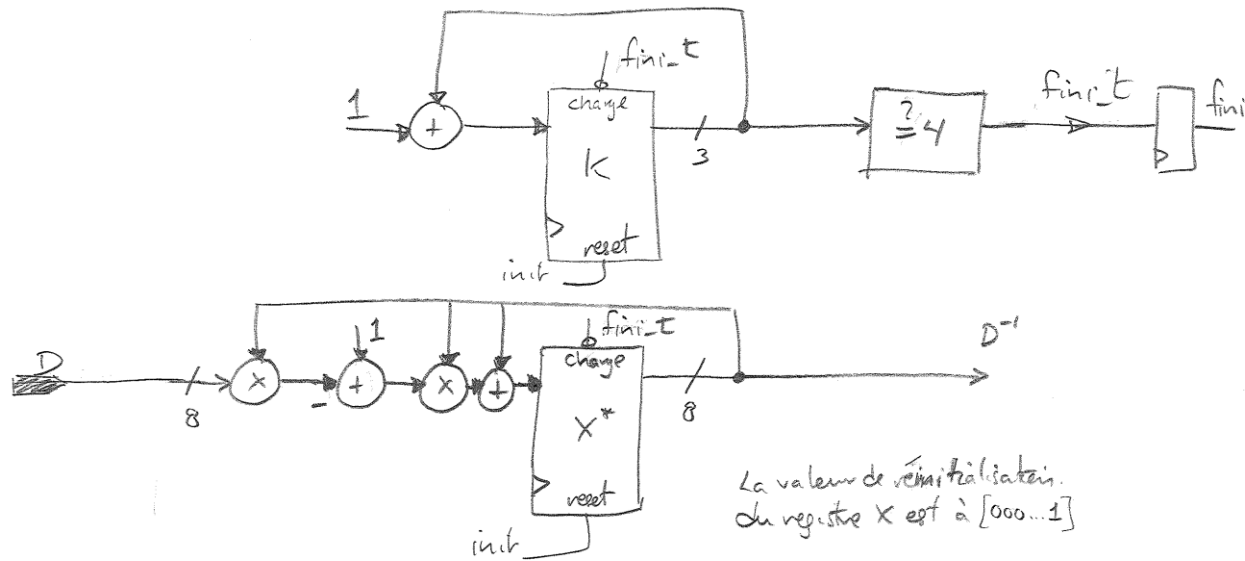 fini_t
1
+
charge
K
3
≟ 4
fini_t
fini
reset
init
fini_t
D
1
8
x
-
+
x
+
charge
X*
8
D⁻¹
reset
init
La valeur de réinitialisation
du registre X est à [000...1]